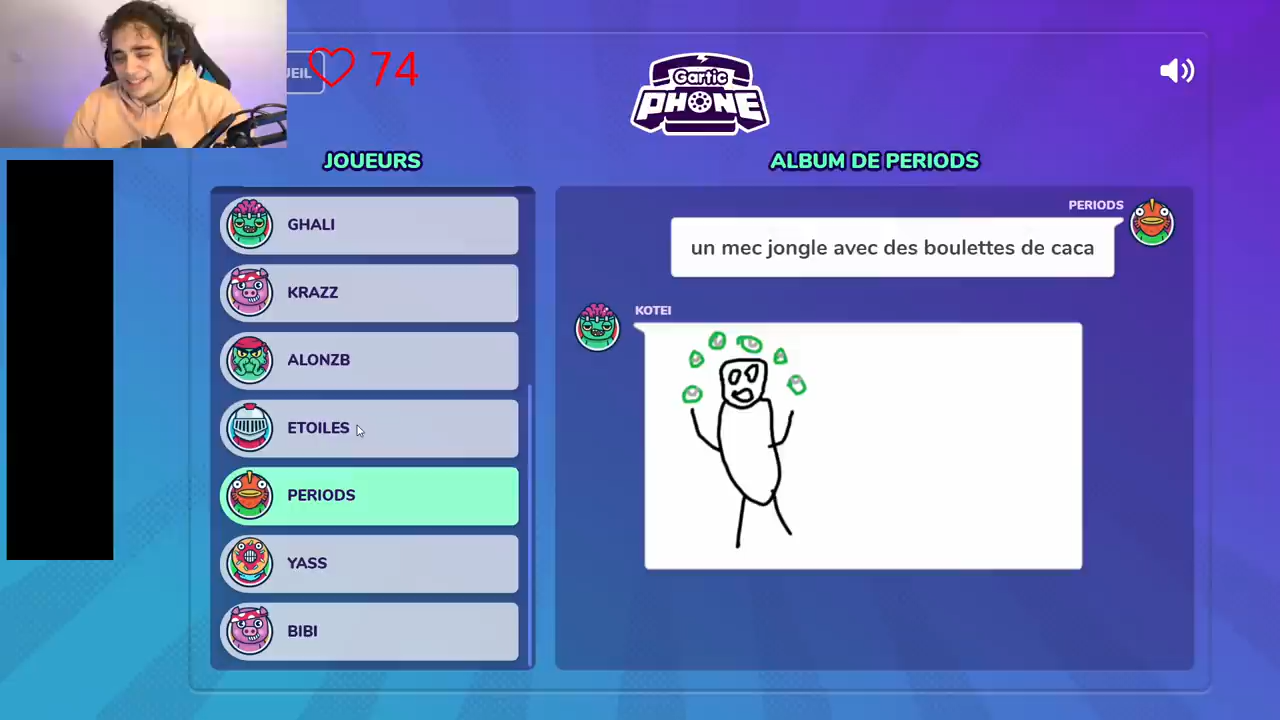 UEIL
74
Gartic
PHONE
JOUEURS
ALBUM DE PERIODS
GHALI
KRAZZ
ALONZB
ETOILES
PERIODS
YASS
BIBI
PERIODS
un mec jongle avec des boulettes de caca
KOTEI